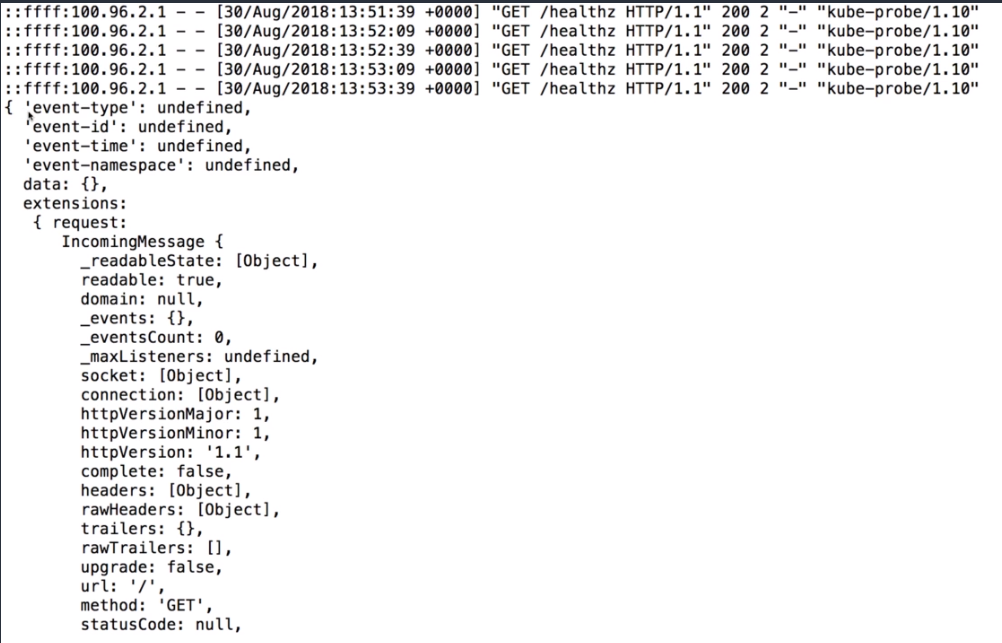 ::ffff:100.96.2.1 - - [30/Aug/2018:13:51:39 +0000] "GET /healthz HTTP/1.1" 200 2 "-" "kube-probe/1.10"
::ffff:100.96.2.1 - - [30/Aug/2018:13:52:09 +0000] "GET /healthz HTTP/1.1" 200 2 "-" "kube-probe/1.10"
::ffff:100.96.2.1 - - [30/Aug/2018:13:52:39 +0000] "GET /healthz HTTP/1.1" 200 2 "-" "kube-probe/1.10"
::ffff:100.96.2.1 - - [30/Aug/2018:13:53:09 +0000] "GET /healthz HTTP/1.1" 200 2 "-" "kube-probe/1.10"
::ffff:100.96.2.1 - - [30/Aug/2018:13:53:39 +0000] "GET /healthz HTTP/1.1" 200 2 "-" "kube-probe/1.10"
{ 'event-type': undefined,
  'event-id': undefined,
  'event-time': undefined,
  'event-namespace': undefined,
  data: {},
  extensions:
   { request:
      IncomingMessage {
        _readableState: [Object],
        readable: true,
        domain: null,
        _events: {},
        _eventsCount: 0,
        _maxListeners: undefined,
        socket: [Object],
        connection: [Object],
        httpVersionMajor: 1,
        httpVersionMinor: 1,
        httpVersion: '1.1',
        complete: false,
        headers: [Object],
        rawHeaders: [Object],
        trailers: {},
        rawTrailers: [],
        upgrade: false,
        url: '/',
        method: 'GET',
        statusCode: null,